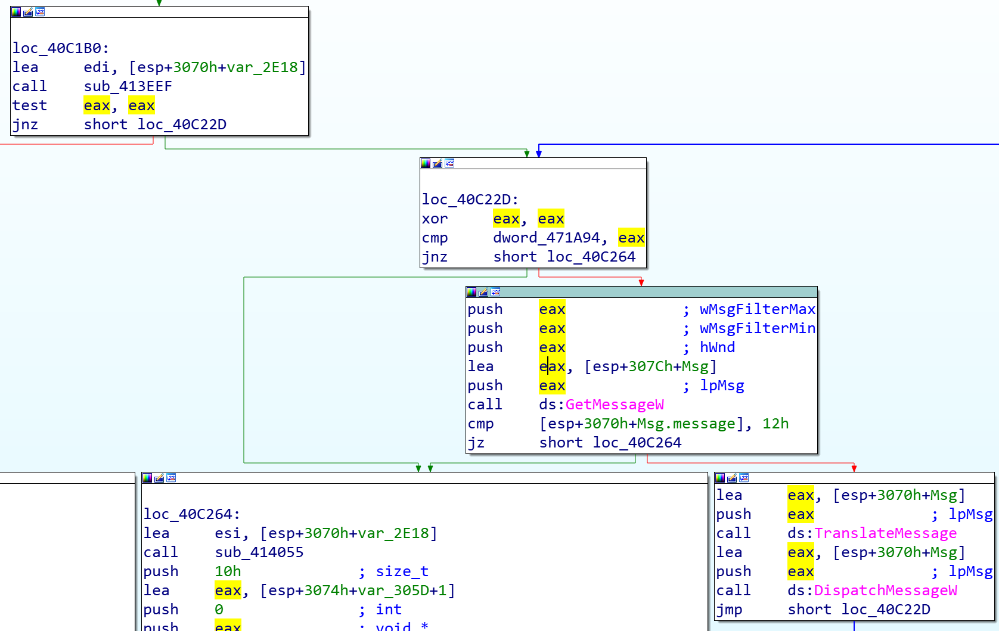 loc_40C1B0:
lea edi, [esp+3070h+var_2E18]
call sub_413EEF
test eax, eax
jnz short loc_40C22D
loc_40C22D:
xor eax, eax
cmp dword_471A94, eax
jnz short loc_40C264
push eax ; wMsgFilterMax
push eax ; wMsgFilterMin
push eax ; hWnd
lea eax, [esp+307Ch+Msg]
push eax ; lpMsg
call ds:GetMessageW
cmp [esp+3070h+Msg.message], 12h
jz short loc_40C264
loc_40C264:
lea esi, [esp+3070h+var_2E18]
call sub_414055
push 10h ; size_t
lea eax, [esp+3074h+var_305D+1]
push 0 ; int
push eax ; void *
lea eax, [esp+3070h+Msg]
push eax ; lpMsg
call ds:TranslateMessage
lea eax, [esp+3070h+Msg]
push eax ; lpMsg
call ds:DispatchMessageW
jmp short loc_40C22D